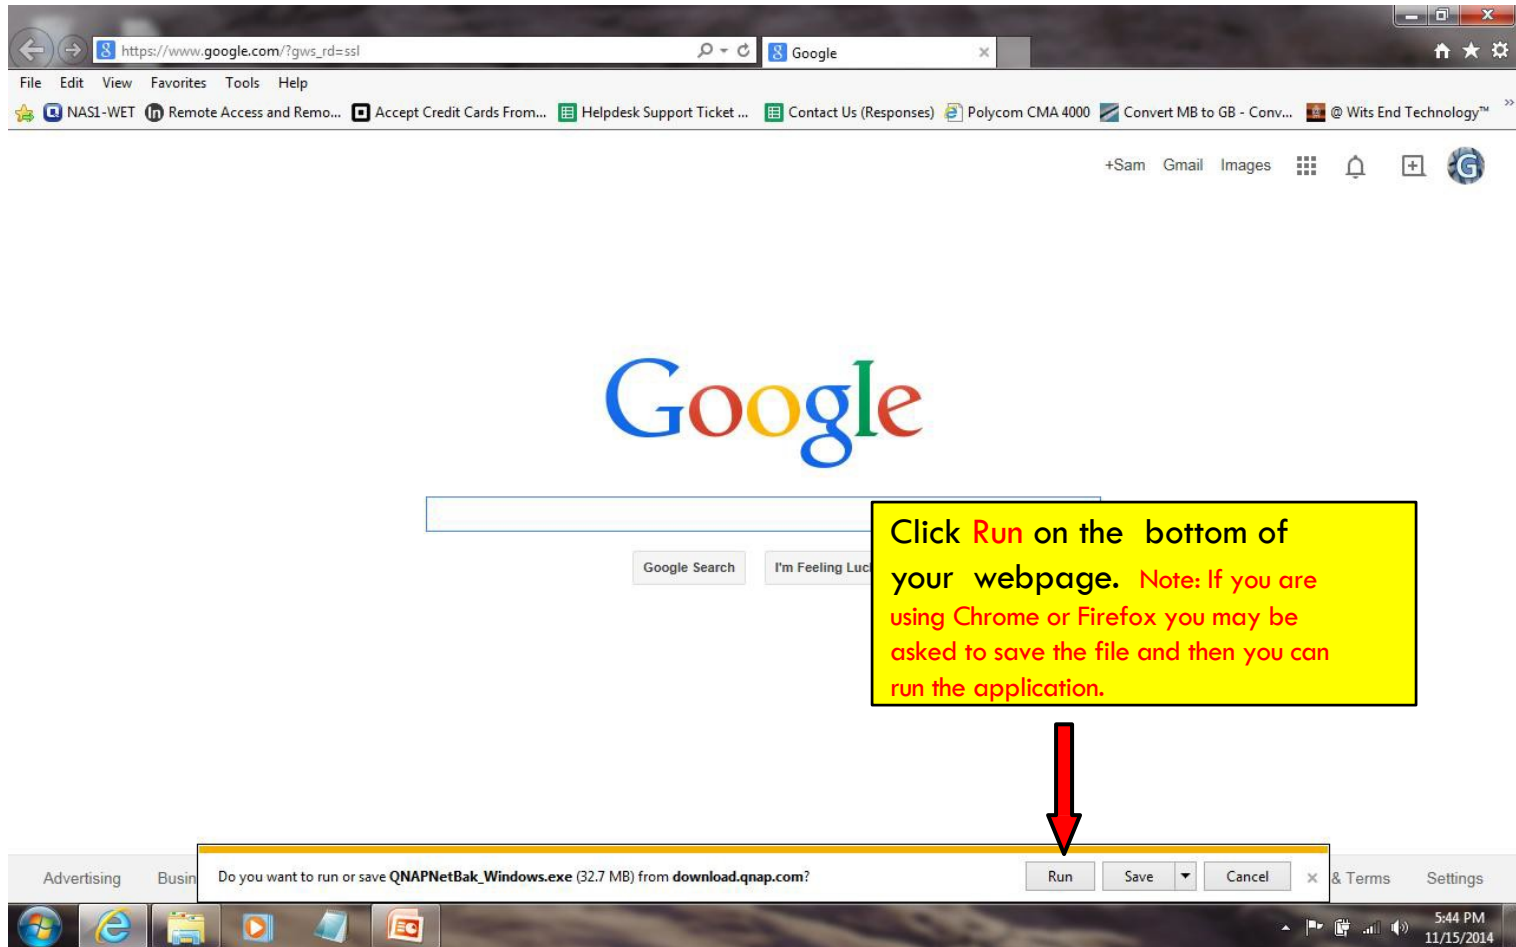 https://www.google.com/?gws_rd=ssl
Google
File Edit View Favorites Tools Help
NAS1-WET Remote Access and Remo... Accept Credit Cards From... Helpdesk Support Ticket ... Contact Us (Responses) Polycom CMA 4000 Convert MB to GB - Conv... @ Wits End Technology™
+Sam Gmail Images
Google
Google Search I'm Feeling Luc
Click Run on the bottom of
your webpage. Note: If you are
using Chrome or Firefox you may be
asked to save the file and then you can
run the application.
Advertising Busin Do you want to run or save QNAPNetBak_Windows.exe (32.7 MB) from download.qnap.com? Run Save Cancel & Terms Settings
5:44 PM
11/15/2014